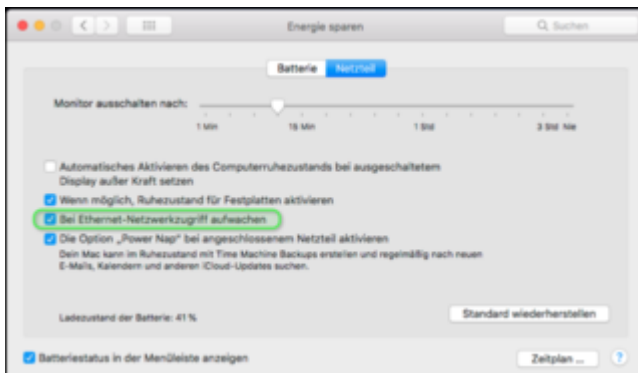 Energie sparen
Suchen
Batterie Netzteil
Monitor ausschalten nach:
1 Min 15 Min 1 Std 3 Std Nie
Automatisches Aktivieren des Computerruhezustands bei ausgeschaltetem
Display außer Kraft setzen
Wenn möglich, Ruhezustand für Festplatten aktivieren
Bei Ethernet-Netzwerkzugriff aufwachen
Die Option „Power Nap“ bei angeschlossenem Netzteil aktivieren
Dein Mac kann im Ruhezustand mit Time Machine Backups erstellen und regelmäßig nach neuen
E-Mails, Kalendern und anderen iCloud-Updates suchen.
Ladezustand der Batterie: 41 %
Standard wiederherstellen
Batteriestatus in der Menüleiste anzeigen
Zeitplan ... ?